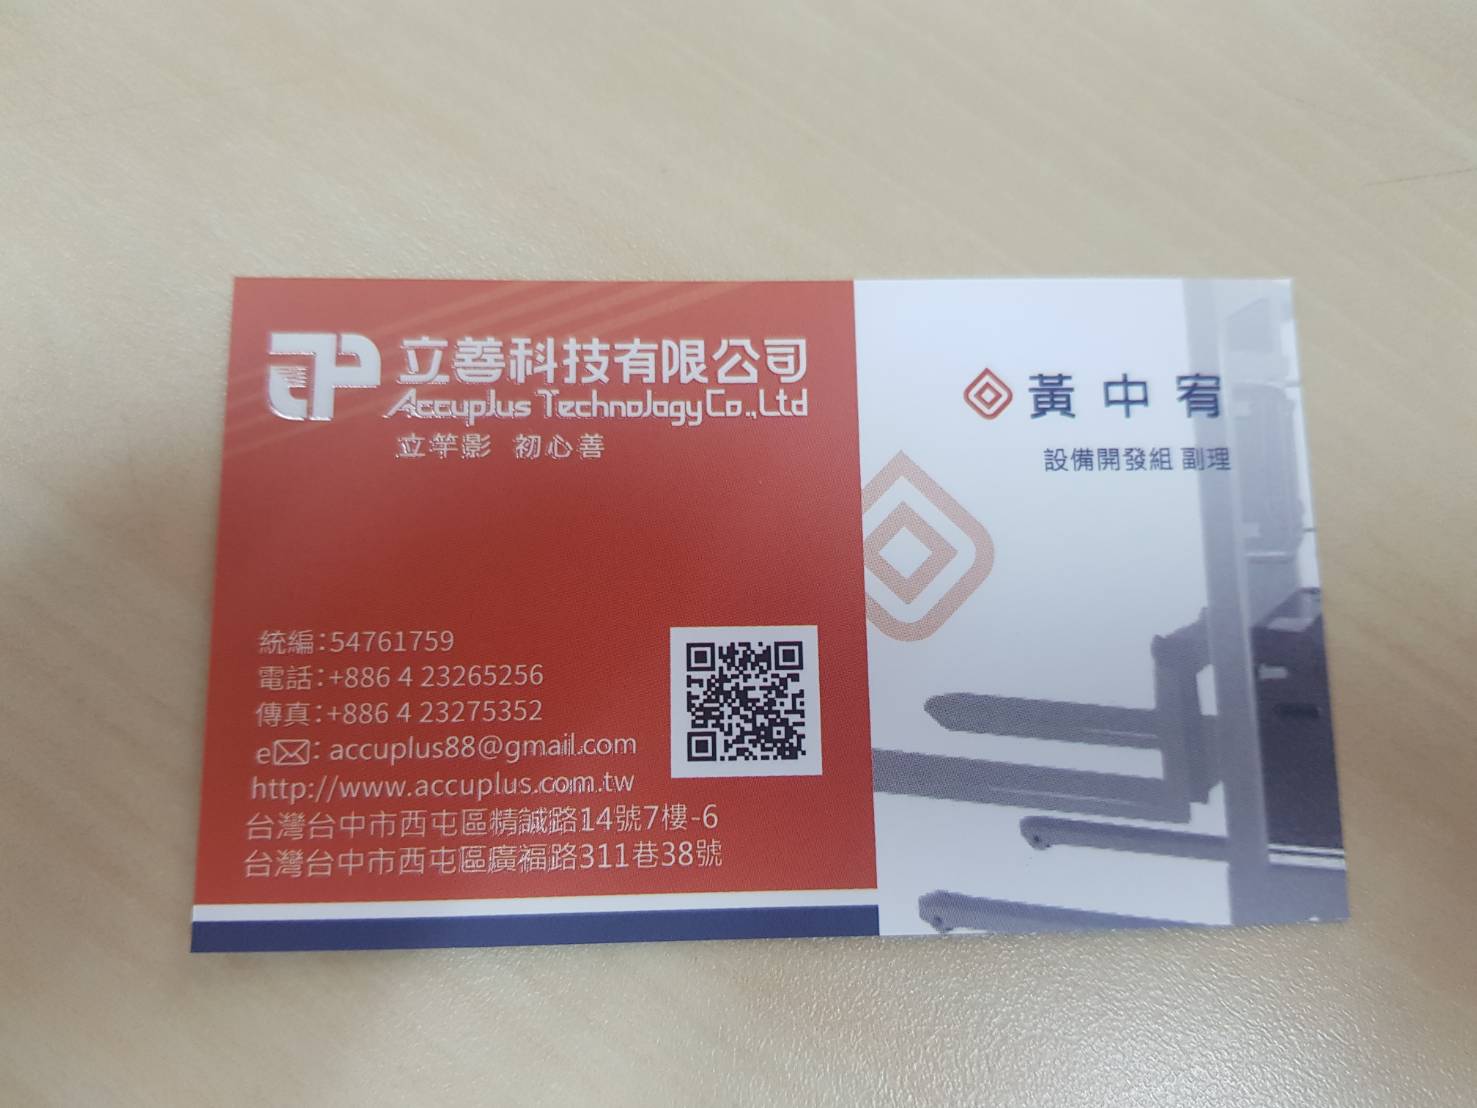 立善科技有限公司
Accuplus Technology Co.,Ltd
立竿影 初心善
統編：54761759
電話：+886 4 23265256
傳真：+886 4 23275352
e✉：accuplus88@gmail.com
http://www.accuplus.com.tw
台灣台中市西屯區精誠路14號7樓-6
台灣台中市西屯區廣福路311巷38號
黃中宥
設備開發組 副理